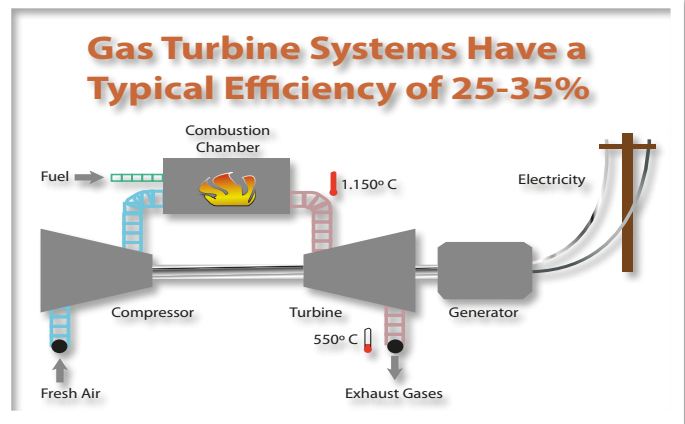 Gas Turbine Systems Have a
Typical Efficiency of 25-35%
Combustion
Chamber
Fuel
1.150º C
Electricity
Compressor
Turbine
Generator
550º C
Fresh Air
Exhaust Gases